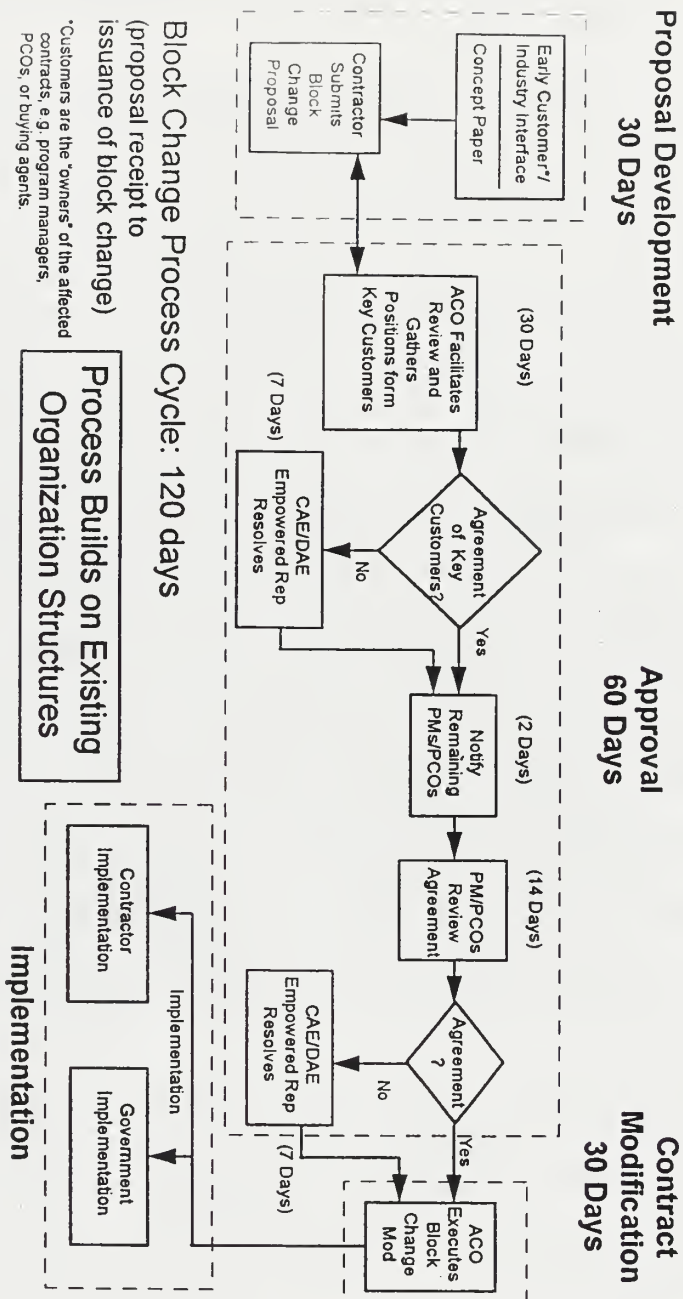 Proposal Development
30 Days
Approval
60 Days
Contract
Modification
30 Days
Early Customer*/
Industry Interface
Concept Paper
Contractor
Submits
Block
Change
Proposal
(30 Days)
ACO Facilitates
Review and
Gathers
Positions form
Key Customers
Agreement
of Key
Customers?
Yes
No
(7 Days)
CAE/DAE
Empowered Rep
Resolves
(2 Days)
Notify
Remaining
PMs/PCOs
(14 Days)
PM/PCOs
Review
Agreement
Agreement
?
Yes
No
CAE/DAE
Empowered Rep
Resolves
(7 Days)
ACO
Executes
Block
Change
Mod
Implementation
Contractor
Implementation
Government
Implementation
Implementation
Block Change Process Cycle: 120 days
(proposal receipt to
issuance of block change)
*Customers are the "owners" of the affected
contracts, e.g. program managers,
PCOs, or buying agents.
Process Builds on Existing
Organization Structures